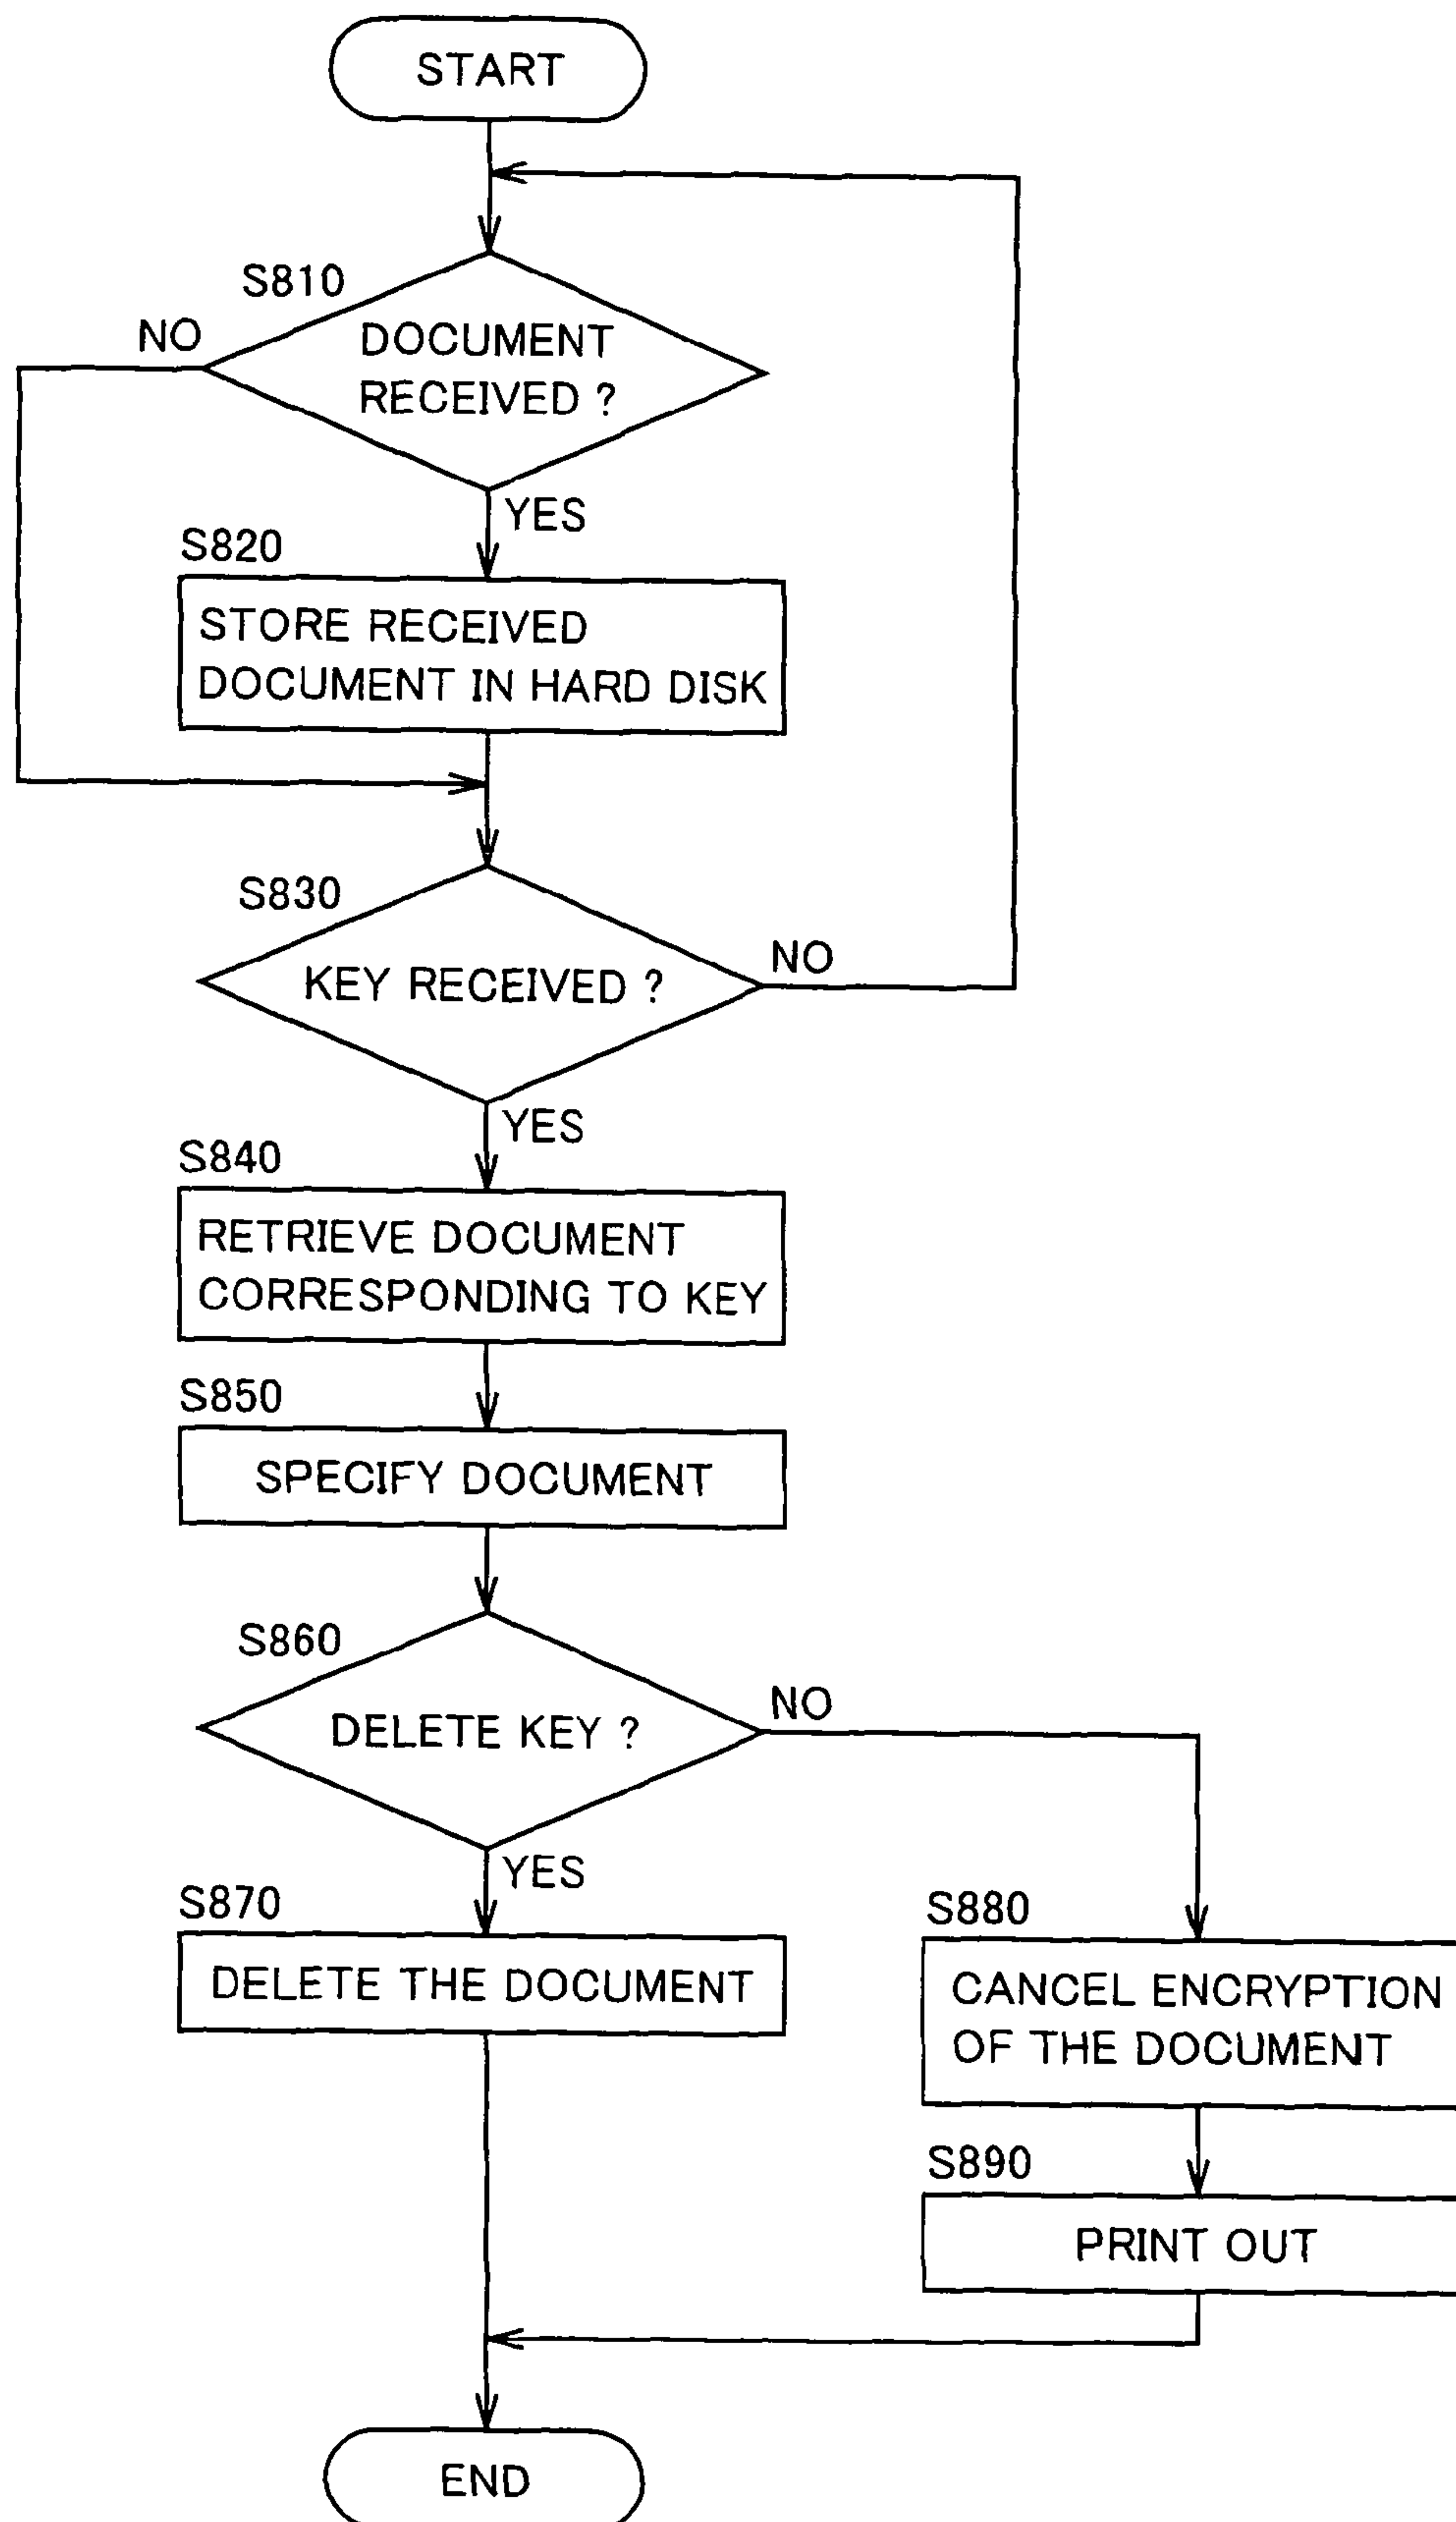 START
S810
NO
DOCUMENT
RECEIVED ?
YES
S820
STORE RECEIVED
DOCUMENT IN HARD DISK
S830
KEY RECEIVED ?
NO
YES
S840
RETRIEVE DOCUMENT
CORRESPONDING TO KEY
S850
SPECIFY DOCUMENT
S860
DELETE KEY ?
NO
YES
S870
DELETE THE DOCUMENT
S880
CANCEL ENCRYPTION
OF THE DOCUMENT
S890
PRINT OUT
END